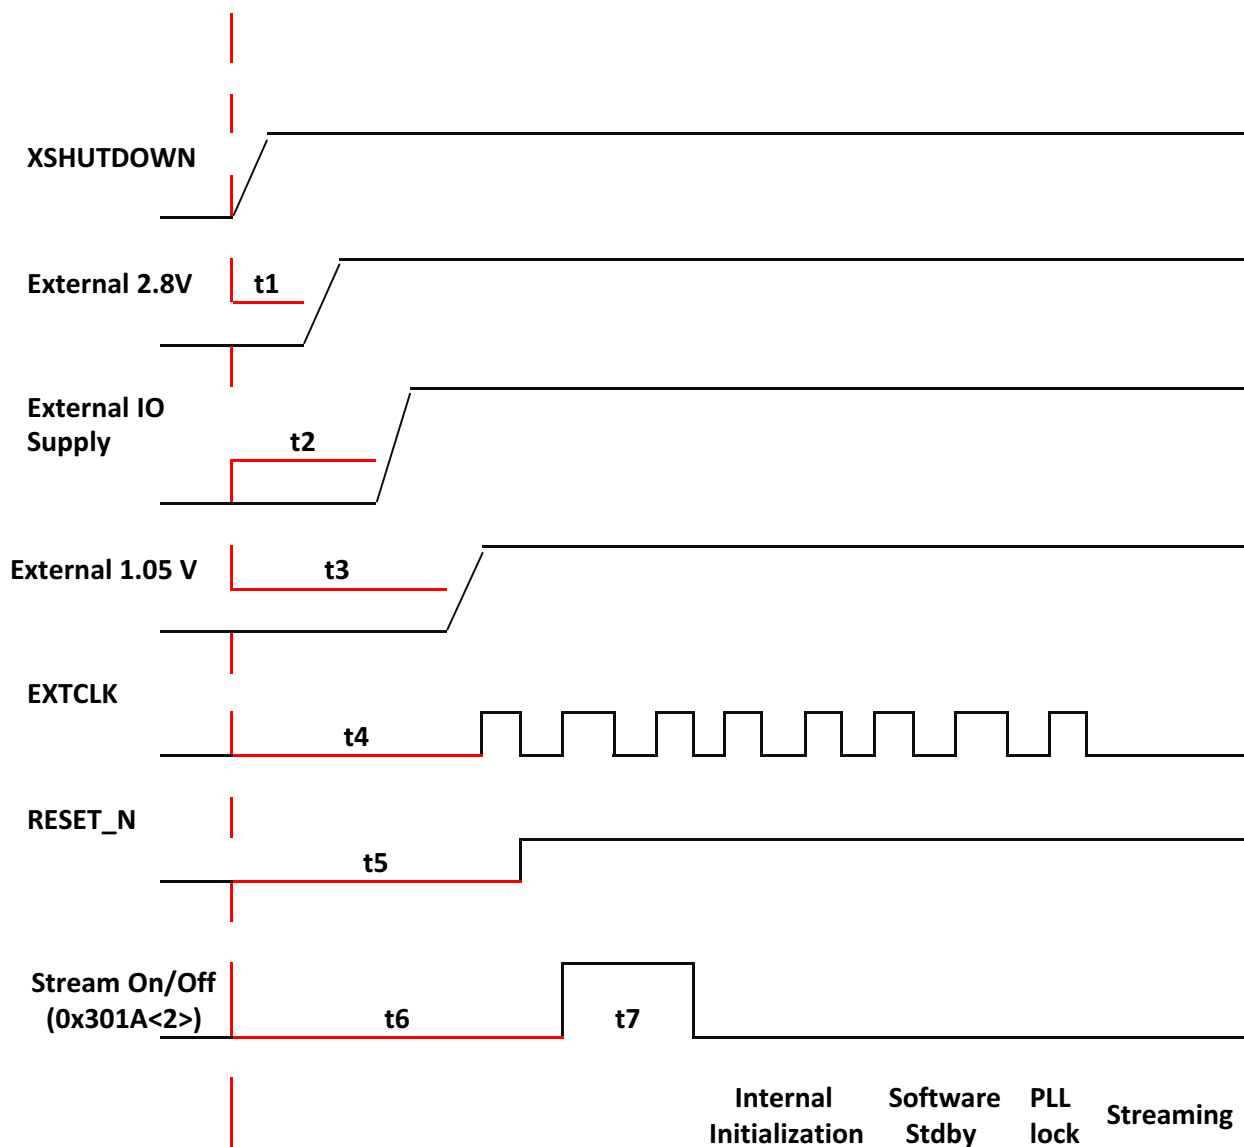 XSHUTDOWN
External 2.8V
t1
External IO
Supply
t2
External 1.05 V
t3
EXTCLK
t4
RESET_N
t5
Stream On/Off
(0x301A<2>)
t6
t7
Internal
Initialization
Software
Stdby
PLL
lock
Streaming